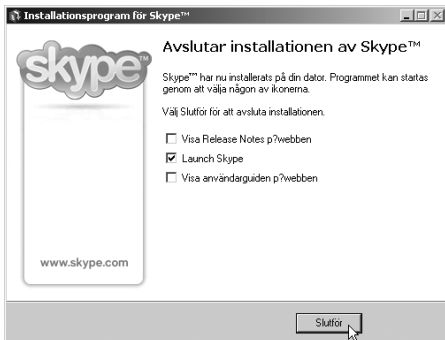 Installationsprogram för Skype™
skype™
Avslutar installationen av Skype™
Skype™ har nu installerats på din dator. Programmet kan startas
genom att välja någon av ikonerna.
Välj Slutför för att avsluta installationen.
Visa Release Notes p?webben
Launch Skype
Visa användarguiden p?webben
www.skype.com
Slutför